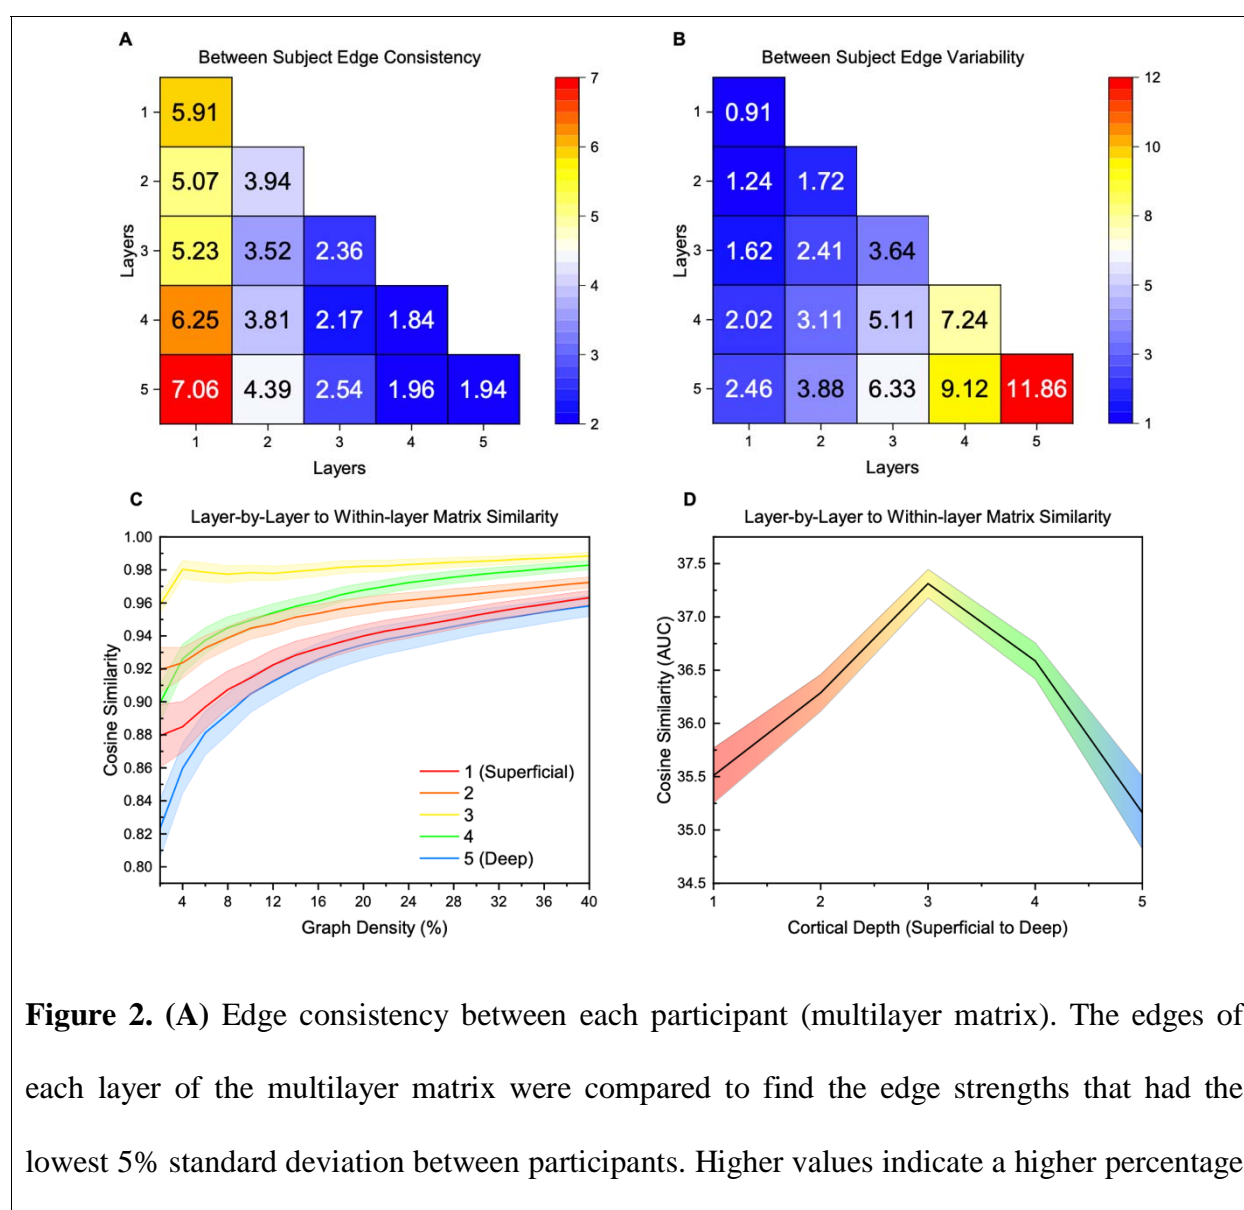 A
Between Subject Edge Consistency
7
6
5
4
3
2
1
2
3
4
5
Layers
5.91
5.07 3.94
5.23 3.52 2.36
6.25 3.81 2.17 1.84
7.06 4.39 2.54 1.96 1.94
1 2 3 4 5
Layers
B
Between Subject Edge Variability
12
10
8
5
3
1
1
2
3
4
5
Layers
0.91
1.24 1.72
1.62 2.41 3.64
2.02 3.11 5.11 7.24
2.46 3.88 6.33 9.12 11.86
1 2 3 4 5
Layers
C
Layer-by-Layer to Within-layer Matrix Similarity
1.00
0.98
0.96
0.94
0.92
0.90
0.88
0.86
0.84
0.82
0.80
Cosine Similarity
1 (Superficial)
2
3
4
5 (Deep)
4 8 12 16 20 24 28 32 36 40
Graph Density (%)
D
Layer-by-Layer to Within-layer Matrix Similarity
37.5
37.0
36.5
36.0
35.5
35.0
34.5
Cosine Similarity (AUC)
1 2 3 4 5
Cortical Depth (Superficial to Deep)
Figure 2. (A) Edge consistency between each participant (multilayer matrix). The edges of
each layer of the multilayer matrix were compared to find the edge strengths that had the
lowest 5% standard deviation between participants. Higher values indicate a higher percentage